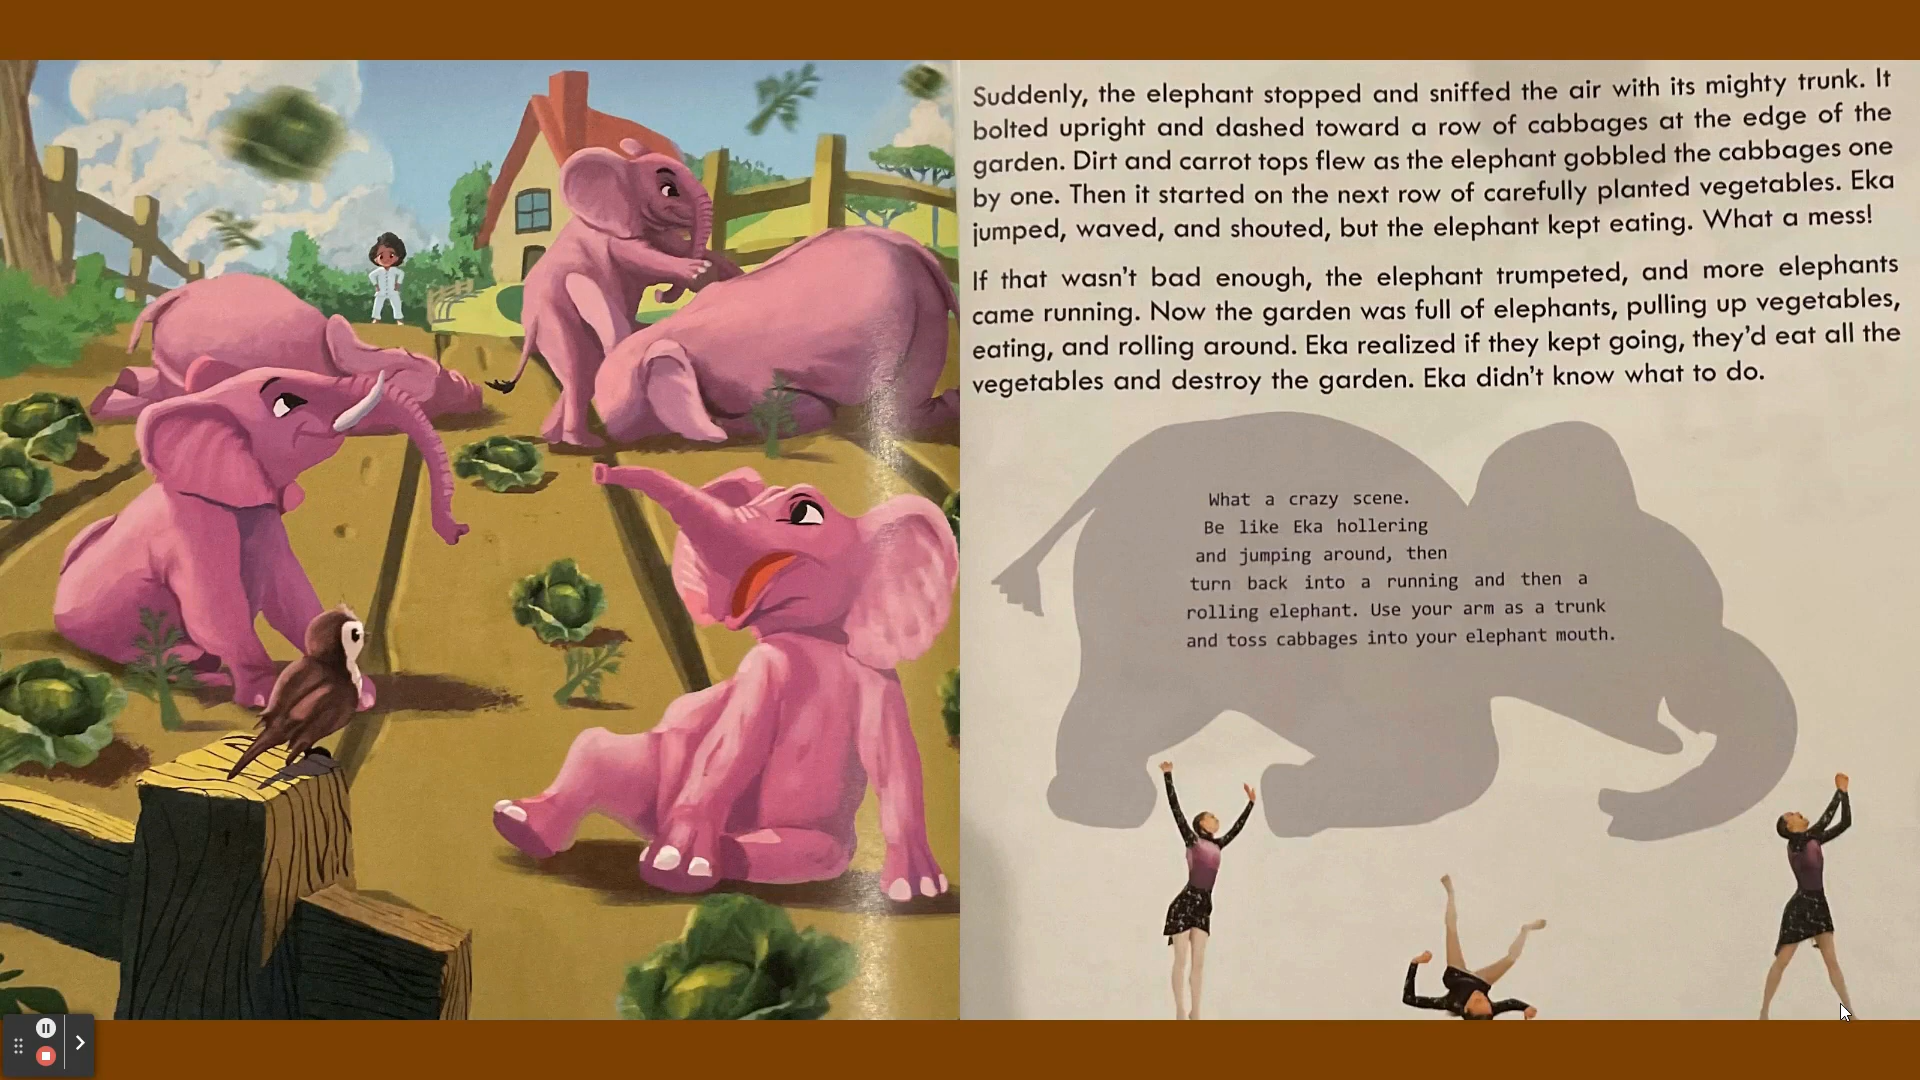 Suddenly, the elephant stopped and sniffed the air with its mighty trunk. It
bolted upright and dashed toward a row of cabbages at the edge of the
garden. Dirt and carrot tops flew as the elephant gobbled the cabbages one
by one. Then it started on the next row of carefully planted vegetables. Eka
jumped, waved, and shouted, but the elephant kept eating. What a mess!
If that wasn't bad enough, the elephant trumpeted, and more elephants
came running. Now the garden was full of elephants, pulling up vegetables,
eating, and rolling around. Eka realized if they kept going, they'd eat all the
vegetables and destroy the garden. Eka didn't know what to do.
What a crazy scene.
Be like Eka hollering
and jumping around, then
turn back into a running and then a
rolling elephant. Use your arm as a trunk
and toss cabbages into your elephant mouth.